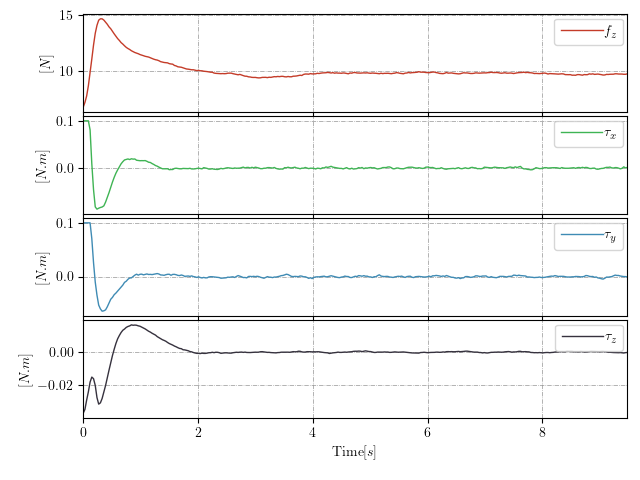 15
10
[N]
f_z
0.1
0.0
[N.m]
τ_x
0.1
0.0
[N.m]
τ_y
0.00
−0.02
[N.m]
τ_z
0 2 4 6 8
Time[s]